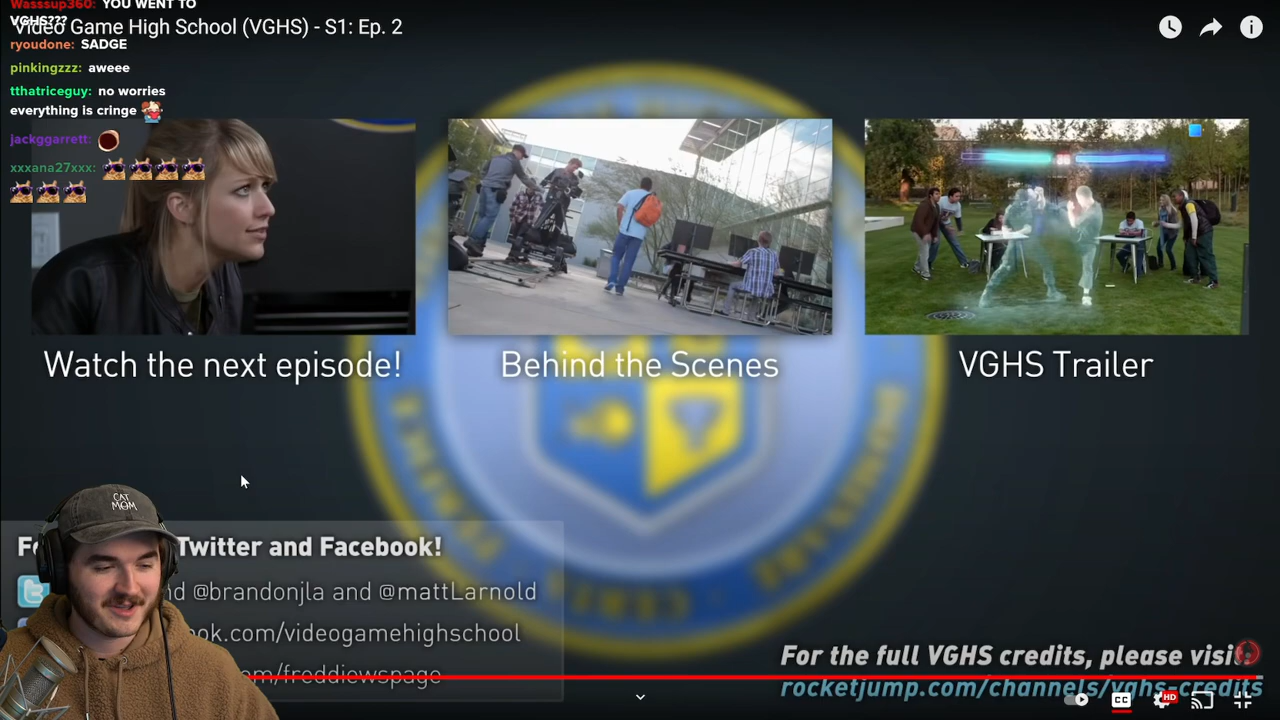 Wasssup360: YOU WENT TO
VGHS???
Video Game High School (VGHS) - S1: Ep. 2
ryoudone: SADGE
pinkingzzz: aweee
tthatriceguy: no worries
everything is cringe
jackggarrett:
xxxana27xxx:
Watch the next episode!
Behind the Scenes
VGHS Trailer
CAT
MOM
Twitter and Facebook!
@brandonjla and @mattLarnold
.com/videogamehighschool
/freddiewspage
For the full VGHS credits, please visit
rocketjump.com/channels/vghs-credits
CC
HD